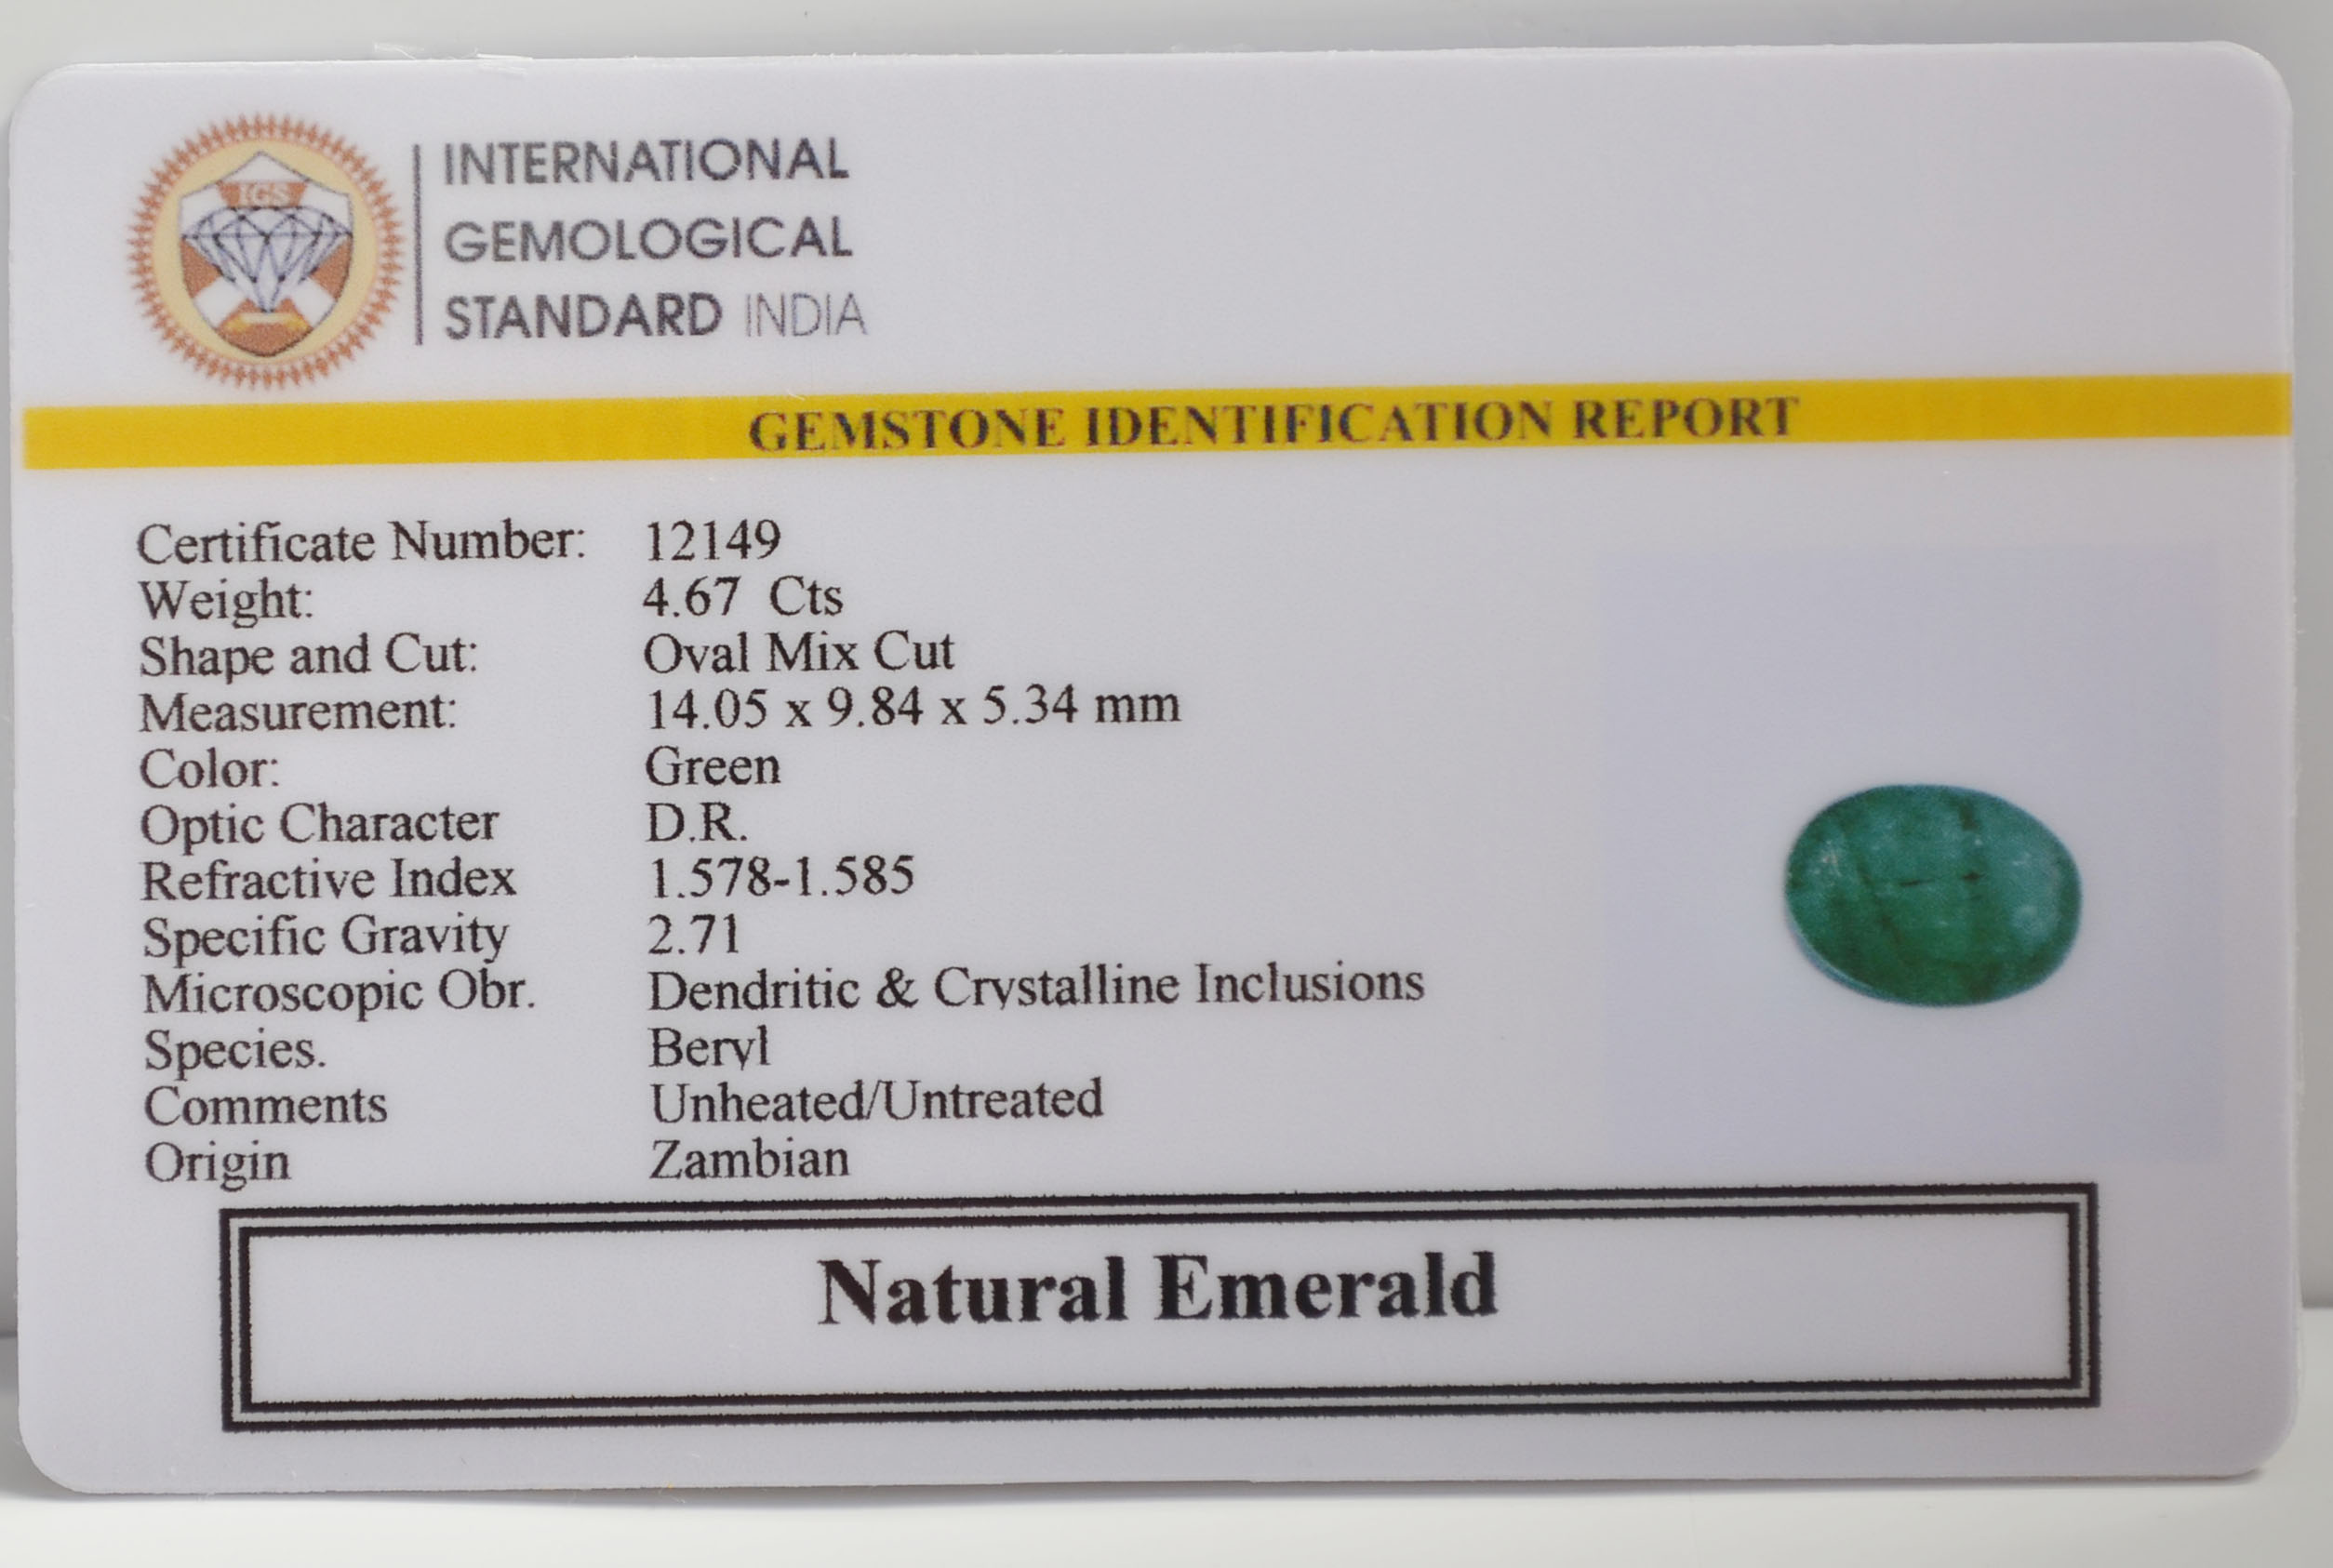 IGS
INTERNATIONAL
GEMOLOGICAL
STANDARD INDIA
GEMSTONE IDENTIFICATION REPORT
Certificate Number: 12149
Weight: 4.67 Cts
Shape and Cut: Oval Mix Cut
Measurement: 14.05 x 9.84 x 5.34 mm
Color: Green
Optic Character D.R.
Refractive Index 1.578-1.585
Specific Gravity 2.71
Microscopic Obr. Dendritic & Crystalline Inclusions
Species. Beryl
Comments Unheated/Untreated
Origin Zambian
Natural Emerald